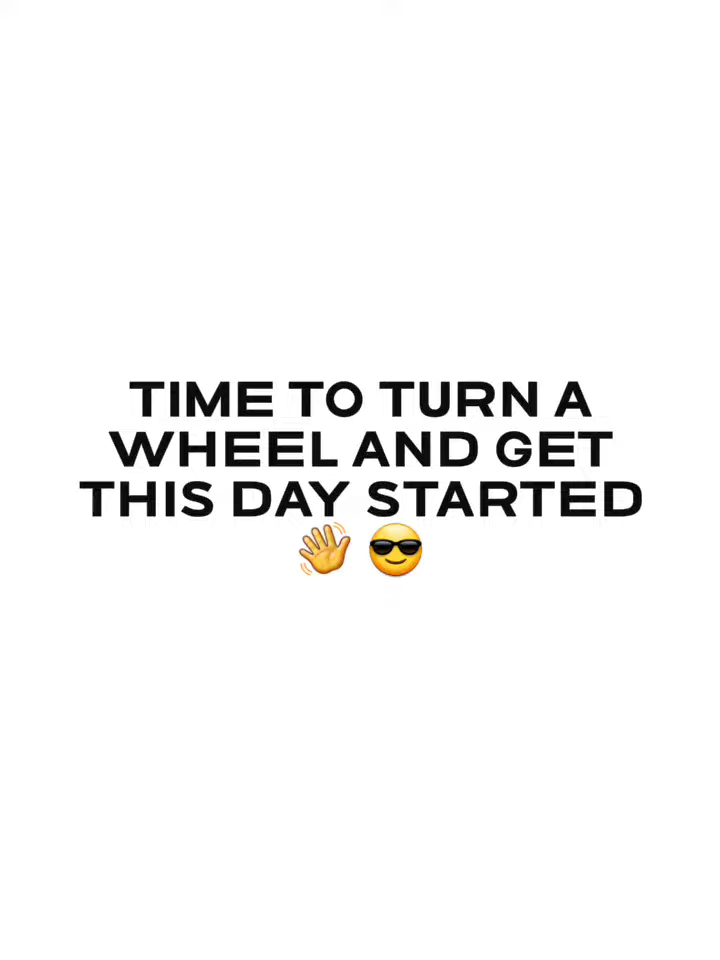 TIME TO TURN A
WHEEL AND GET
THIS DAY STARTED
👋 😎